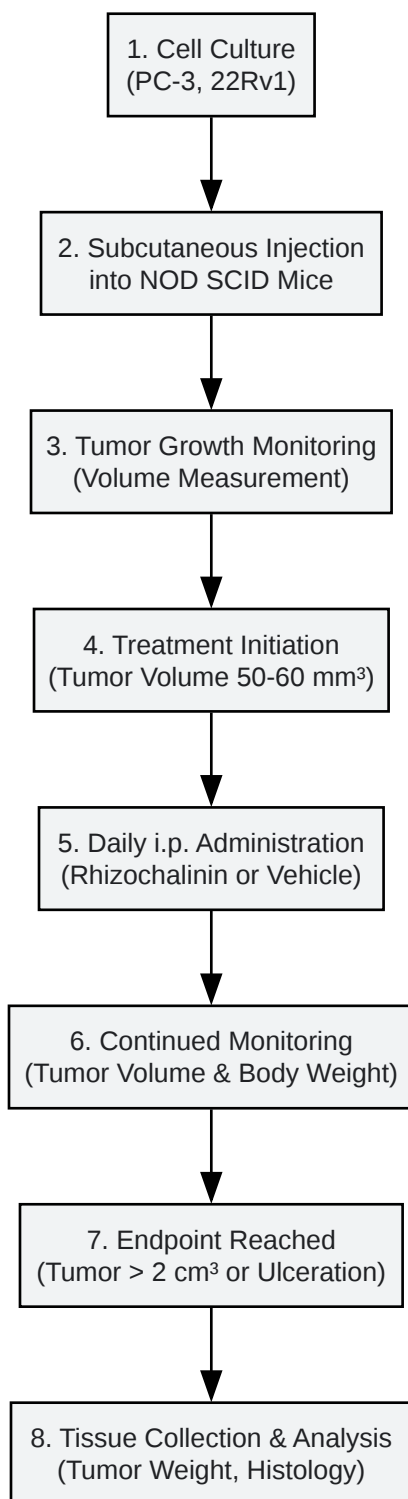 1. Cell Culture
(PC-3, 22Rv1)
2. Subcutaneous Injection
into NOD SCID Mice
3. Tumor Growth Monitoring
(Volume Measurement)
4. Treatment Initiation
(Tumor Volume 50-60 mm³)
5. Daily i.p. Administration
(Rhizochalinin or Vehicle)
6. Continued Monitoring
(Tumor Volume & Body Weight)
7. Endpoint Reached
(Tumor > 2 cm³ or Ulceration)
8. Tissue Collection & Analysis
(Tumor Weight, Histology)